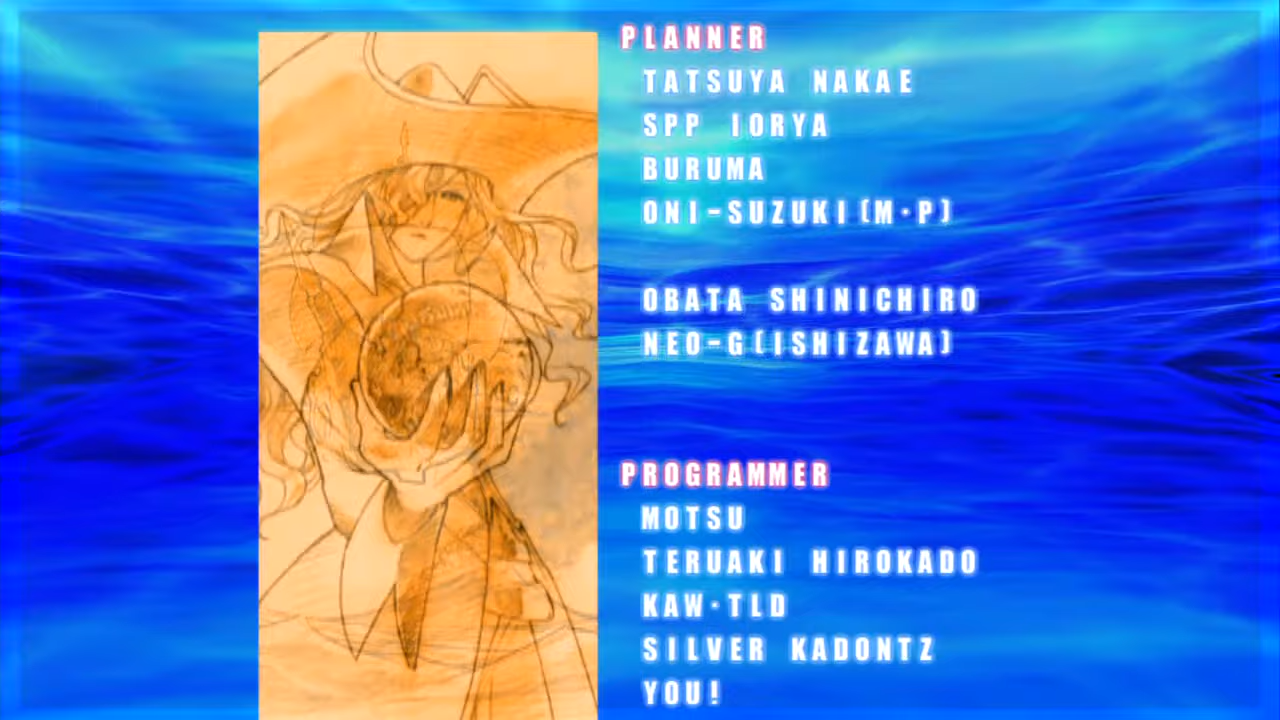 PLANNER
TATSUYA NAKAE
SPP IORYA
BURUMA
ONI-SUZUKI(M・P)
OBATA SHINICHIRO
NEO-G(ISHIZAWA)
PROGRAMMER
MOTSU
TERUAKI HIROKADO
KAW・TLD
SILVER KADONTZ
YOU!